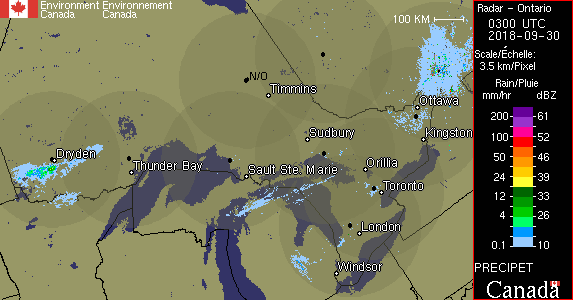 Environment Environnement
Canada Canada
100 KM
N/O
Timmins
Ottawa
Sudbury
Kingston
Dryden
Thunder Bay
Sault Ste. Marie
Orillia
Toronto
London
Windsor
Radar - Ontario
0300 UTC
2018-09-30
Scale/Échelle:
3.5 km/Pixel
Rain/Pluie
mm/hr dBZ
200 61
100 56
100 52
50 46
24 39
12 33
4 26
0.1 10
PRECIPET
Canada